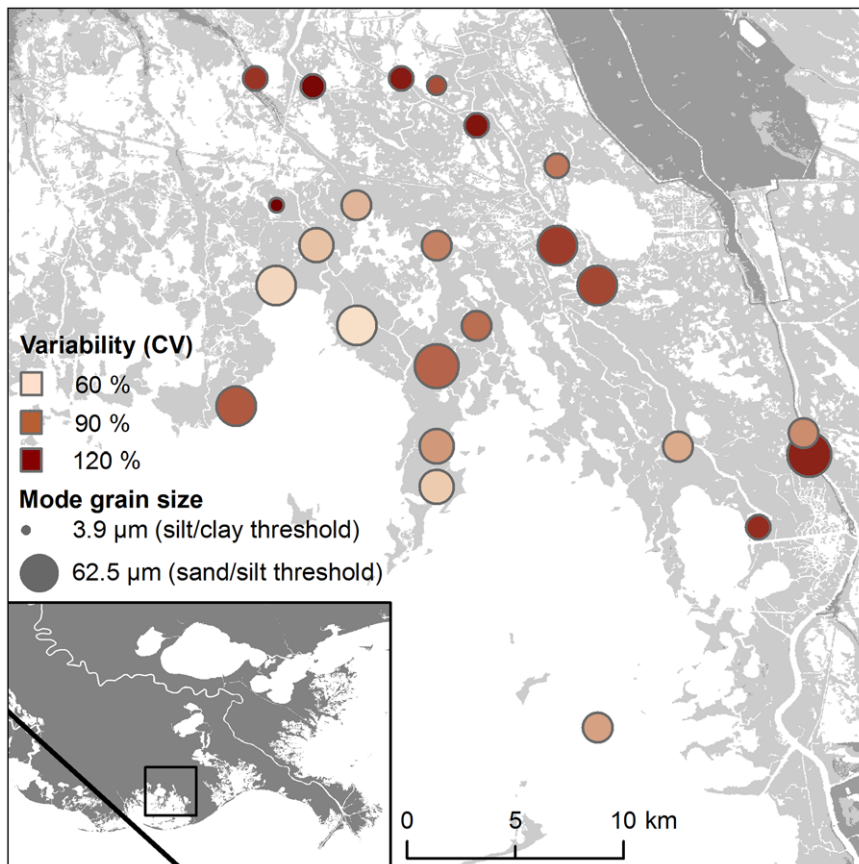 Variability (CV)
60 %
90 %
120 %
Mode grain size
3.9 µm (silt/clay threshold)
62.5 µm (sand/silt threshold)
0 5 10 km